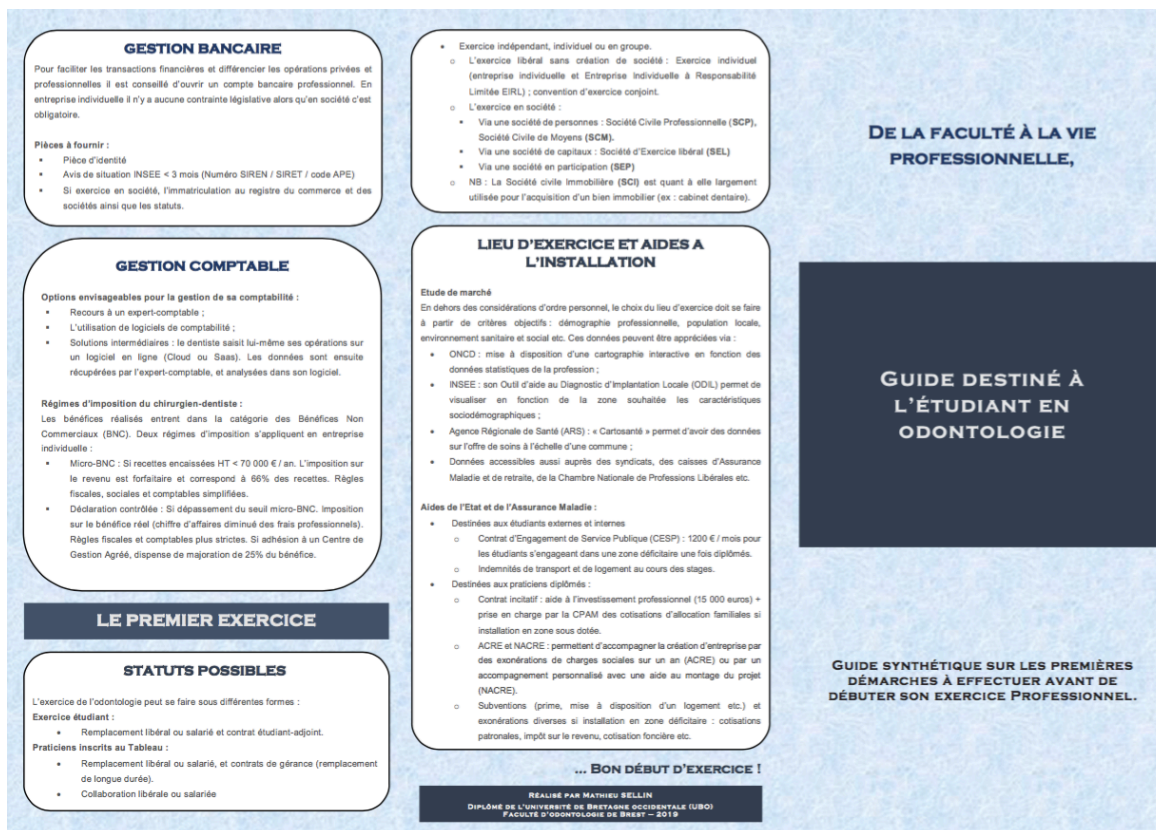 GESTION BANCAIRE
Pour faciliter les transactions financières et différencier les opérations privées et
professionnelles il est conseillé d'ouvrir un compte bancaire professionnel. En
entreprise individuelle il n'y a aucune contrainte législative alors qu'en société c'est
obligatoire.
Pièces à fournir :
▪ Pièce d'identité
▪ Avis de situation INSEE < 3 mois (Numéro SIREN / SIRET / code APE)
▪ Si exercice en société, l'immatriculation au registre du commerce et des
sociétés ainsi que les statuts.
GESTION COMPTABLE
Options envisageables pour la gestion de sa comptabilité :
▪ Recours à un expert-comptable ;
▪ L'utilisation de logiciels de comptabilité ;
▪ Solutions intermédiaires : le dentiste saisit lui-même ses opérations sur
un logiciel en ligne (Cloud ou Saas). Les données sont ensuite
récupérées par l'expert-comptable, et analysées dans son logiciel.
Régimes d'imposition du chirurgien-dentiste :
Les bénéfices réalisés entrent dans la catégorie des Bénéfices Non
Commerciaux (BNC). Deux régimes d'imposition s'appliquent en entreprise
individuelle :
▪ Micro-BNC : Si recettes encaissées HT < 70 000 € / an. L'imposition sur
le revenu est forfaitaire et correspond à 66% des recettes. Règles
fiscales, sociales et comptables simplifiées.
▪ Déclaration contrôlée : Si dépassement du seuil micro-BNC. Imposition
sur le bénéfice réel (chiffre d'affaires diminué des frais professionnels).
Règles fiscales et comptables plus strictes. Si adhésion à un Centre de
Gestion Agréé, dispense de majoration de 25% du bénéfice.
LE PREMIER EXERCICE
STATUTS POSSIBLES
L'exercice de l'odontologie peut se faire sous différentes formes :
Exercice étudiant :
• Remplacement libéral ou salarié et contrat étudiant-adjoint.
Praticiens inscrits au Tableau :
• Remplacement libéral ou salarié, et contrats de gérance (remplacement
de longue durée).
• Collaboration libérale ou salariée
• Exercice indépendant, individuel ou en groupe.
o L'exercice libéral sans création de société : Exercice individuel
(entreprise individuelle et Entreprise Individuelle à Responsabilité
Limitée EIRL) ; convention d'exercice conjoint.
o L'exercice en société :
▪ Via une société de personnes : Société Civile Professionnelle (SCP),
Société Civile de Moyens (SCM).
▪ Via une société de capitaux : Société d'Exercice libéral (SEL)
▪ Via une société en participation (SEP)
o NB : La Société civile Immobilière (SCI) est quant à elle largement
utilisée pour l'acquisition d'un bien immobilier (ex : cabinet dentaire).
LIEU D'EXERCICE ET AIDES A
L'INSTALLATION
Etude de marché
En dehors des considérations d'ordre personnel, le choix du lieu d'exercice doit se faire
à partir de critères objectifs : démographie professionnelle, population locale,
environnement sanitaire et social etc. Ces données peuvent être appréciées via :
• ONCD : mise à disposition d'une cartographie interactive en fonction des
données statistiques de la profession ;
• INSEE : son Outil d'aide au Diagnostic d'Implantation Locale (ODIL) permet de
visualiser en fonction de la zone souhaitée les caractéristiques
sociodémographiques ;
• Agence Régionale de Santé (ARS) : « Cartosanté » permet d'avoir des données
sur l'offre de soins à l'échelle d'une commune ;
• Données accessibles aussi auprès des syndicats, des caisses d'Assurance
Maladie et de retraite, de la Chambre Nationale de Professions Libérales etc.
Aides de l'Etat et de l'Assurance Maladie :
• Destinées aux étudiants externes et internes
o Contrat d'Engagement de Service Publique (CESP) : 1200 € / mois pour
les étudiants s'engageant dans une zone déficitaire une fois diplômés.
o Indemnités de transport et de logement au cours des stages.
• Destinées aux praticiens diplômés :
o Contrat incitatif : aide à l'investissement professionnel (15 000 euros) +
prise en charge par la CPAM des cotisations d'allocation familiales si
installation en zone sous dotée.
o ACRE et NACRE : permettent d'accompagner la création d'entreprise par
des exonérations de charges sociales sur un an (ACRE) ou par un
accompagnement personnalisé avec une aide au montage du projet
(NACRE).
o Subventions (prime, mise à disposition d'un logement etc.) et
exonérations diverses si installation en zone déficitaire : cotisations
patronales, impôt sur le revenu, cotisation foncière etc.
... BON DÉBUT D'EXERCICE !
RÉALISÉ PAR MATHIEU SELLIN
DIPLÔMÉ DE L'UNIVERSITÉ DE BRETAGNE OCCIDENTALE (UBO)
FACULTÉ D'ODONTOLOGIE DE BREST – 2019
DE LA FACULTÉ À LA VIE
PROFESSIONNELLE,
GUIDE DESTINÉ À
L'ÉTUDIANT EN
ODONTOLOGIE
GUIDE SYNTHÉTIQUE SUR LES PREMIÈRES
DÉMARCHES À EFFECTUER AVANT DE
DÉBUTER SON EXERCICE PROFESSIONNEL.